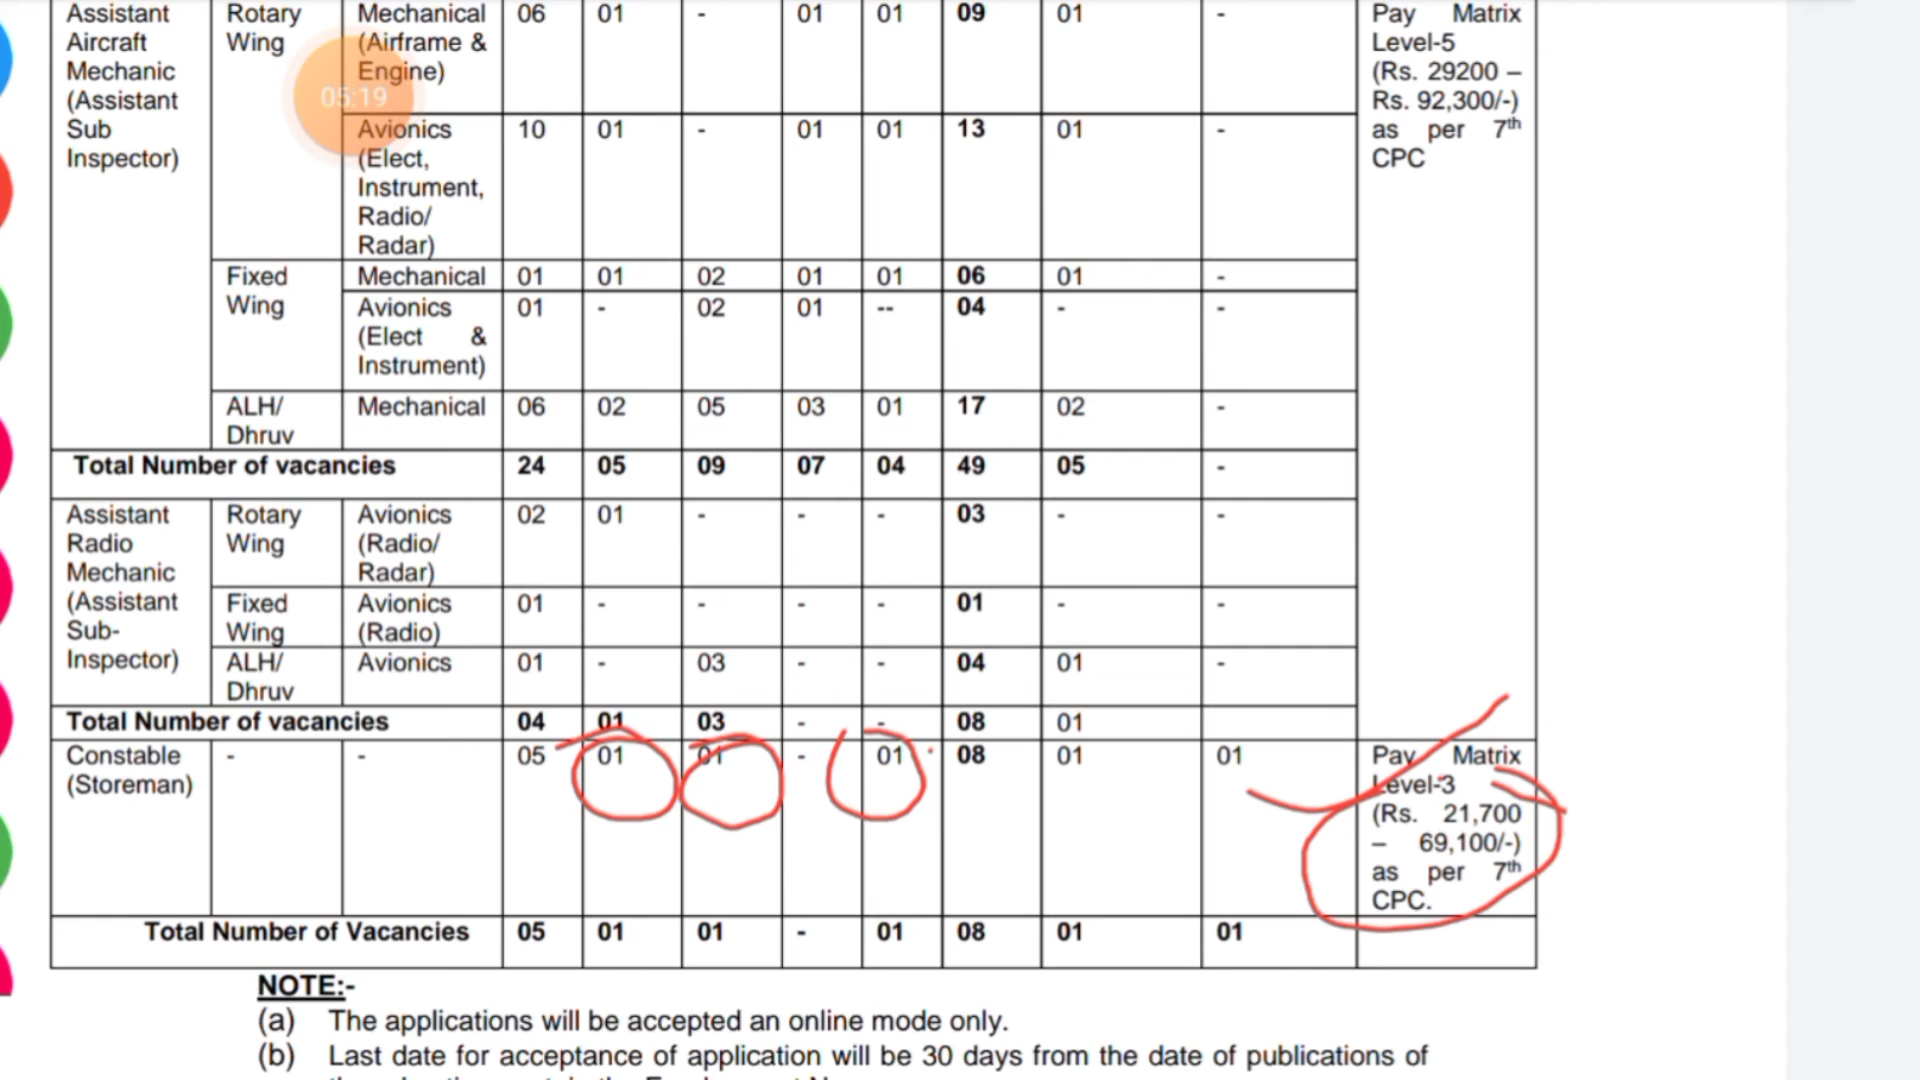 Assistant Aircraft Mechanic (Assistant Sub Inspector) Rotary Wing Mechanical (Airframe & Engine) 06 01 - 01 01 09 01 - Pay Matrix Level-5 (Rs. 29200 – Rs. 92,300/-) as per 7th CPC
05:19
Avionics (Elect, Instrument, Radio/ Radar) 10 01 - 01 01 13 01 -
Fixed Wing Mechanical 01 01 02 01 01 06 01 -
Avionics (Elect & Instrument) 01 - 02 01 -- 04 - -
ALH/ Dhruv Mechanical 06 02 05 03 01 17 02 -
Total Number of vacancies 24 05 09 07 04 49 05 -
Assistant Radio Mechanic (Assistant Sub- Inspector) Rotary Wing Avionics (Radio/ Radar) 02 01 - - - 03 - -
Fixed Wing Avionics (Radio) 01 - - - - 01 - -
ALH/ Dhruv Avionics 01 - 03 - - 04 01 -
Total Number of vacancies 04 01 03 - - 08 01
Constable (Storeman) - - 05 01 01 - 01 08 01 01 Pay Matrix Level-3 (Rs. 21,700 – 69,100/-) as per 7th CPC.
Total Number of Vacancies 05 01 01 - 01 08 01 01
NOTE:-
(a) The applications will be accepted an online mode only.
(b) Last date for acceptance of application will be 30 days from the date of publications of